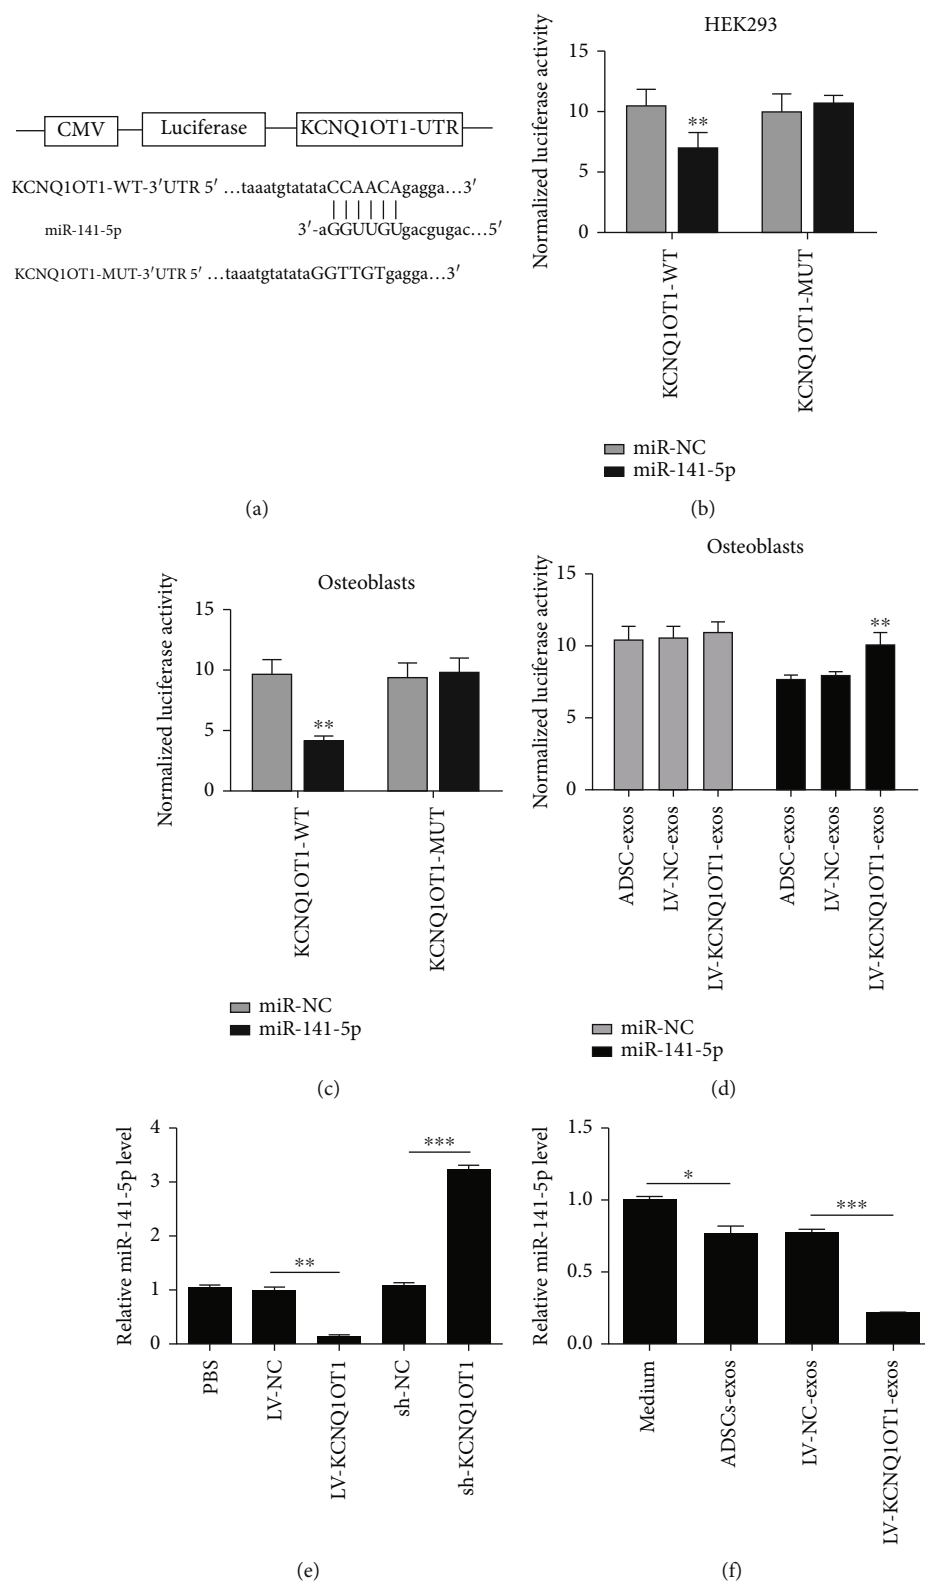 CMV
Luciferase
KCNQ1OT1-UTR
KCNQ1OT1-WT-3′UTR 5′ …taaatgtatataCCAACAgagga…3′
miR-141-5p 3′-aGGUUGUgacgugac…5′
KCNQ1OT1-MUT-3′UTR 5′ …taaatgtatataGGTTGTgagga…3′
(a)
HEK293
Normalized luciferase activity
15
10
5
0
**
KCNQ1OT1-WT
KCNQ1OT1-MUT
miR-NC
miR-141-5p
(b)
Osteoblasts
Normalized luciferase activity
15
10
5
0
**
KCNQ1OT1-WT
KCNQ1OT1-MUT
miR-NC
miR-141-5p
(c)
Osteoblasts
Normalized luciferase activity
15
10
5
0
**
ADSC-exos
LV-NC-exos
LV-KCNQ1OT1-exos
ADSC-exos
LV-NC-exos
LV-KCNQ1OT1-exos
miR-NC
miR-141-5p
(d)
Relative miR-141-5p level
4
3
2
1
0
**
***
PBS
LV-NC
LV-KCNQ1OT1
sh-NC
sh-KCNQ1OT1
(e)
Relative miR-141-5p level
1.5
1.0
0.5
0.0
*
***
Medium
ADSCs-exos
LV-NC-exos
LV-KCNQ1OT1-exos
(f)